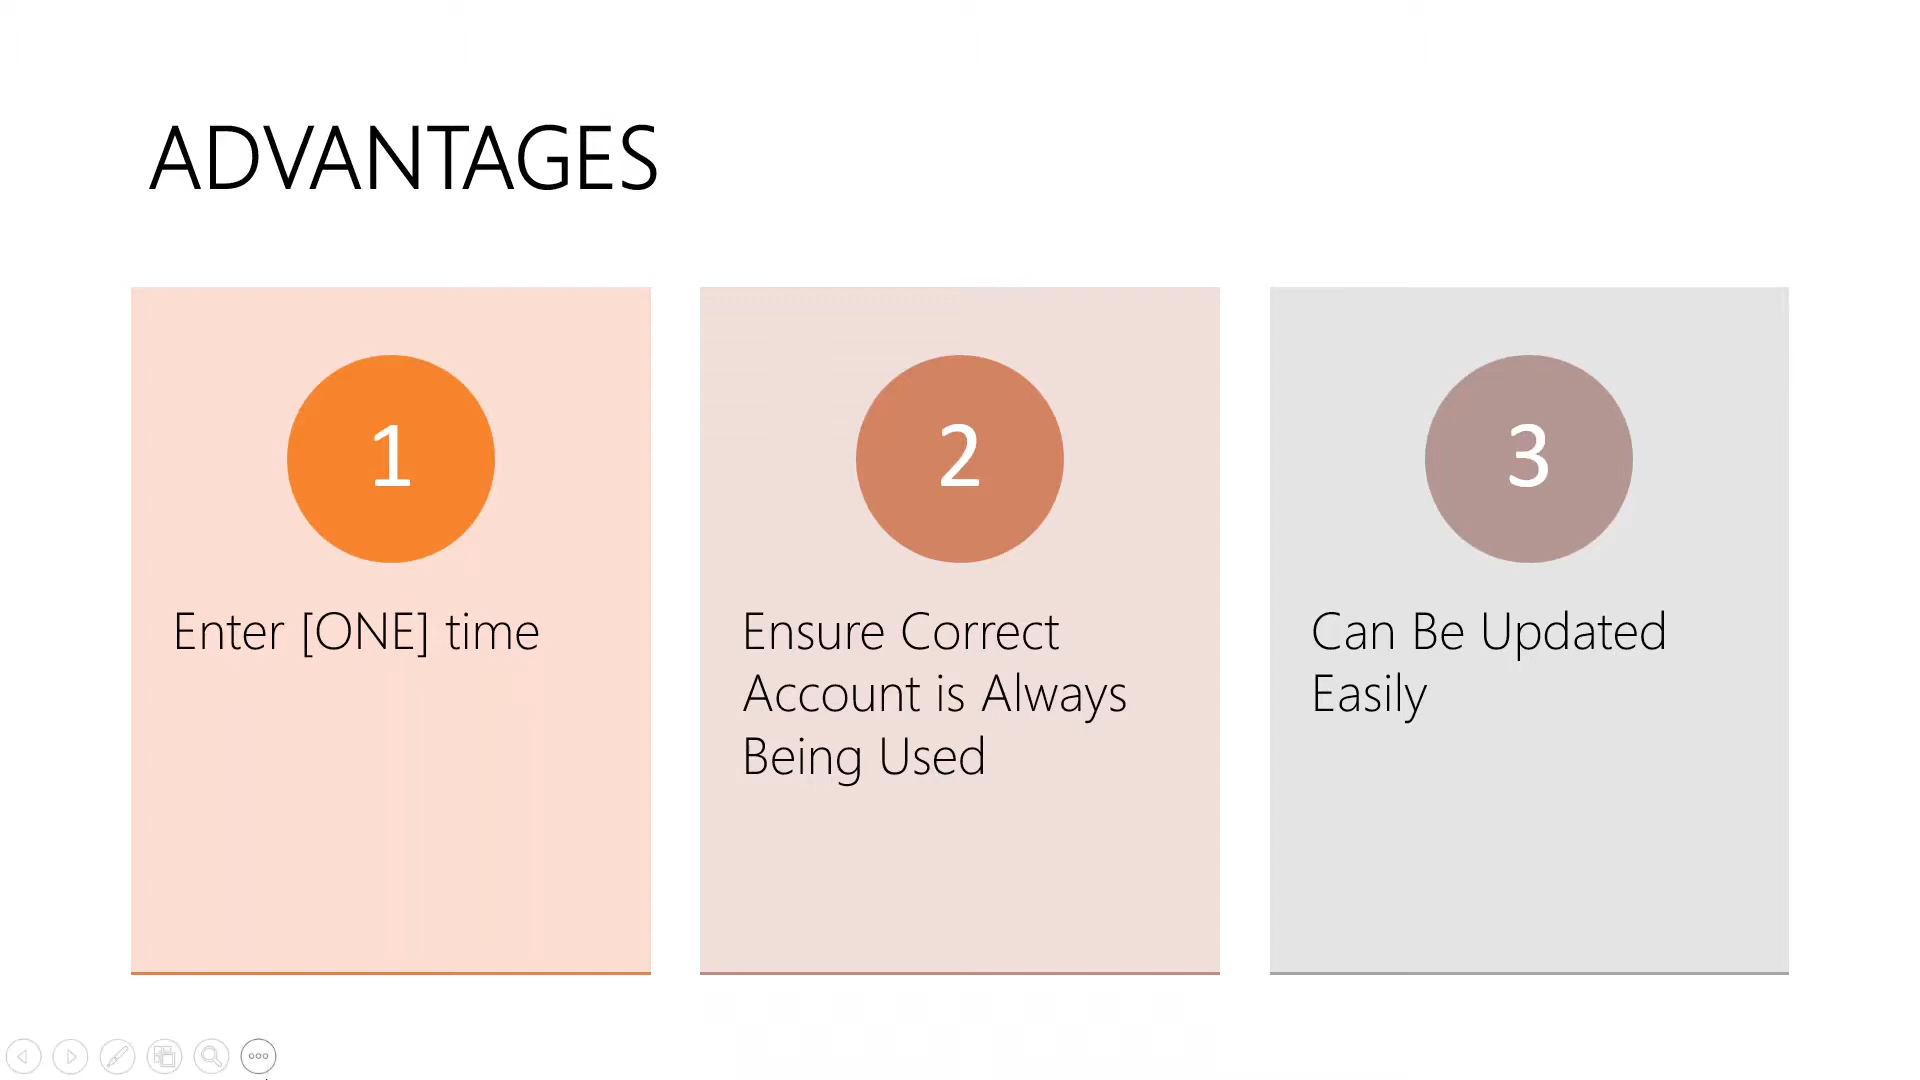 ADVANTAGES
1
Enter [ONE] time
2
Ensure Correct
Account is Always
Being Used
3
Can Be Updated
Easily